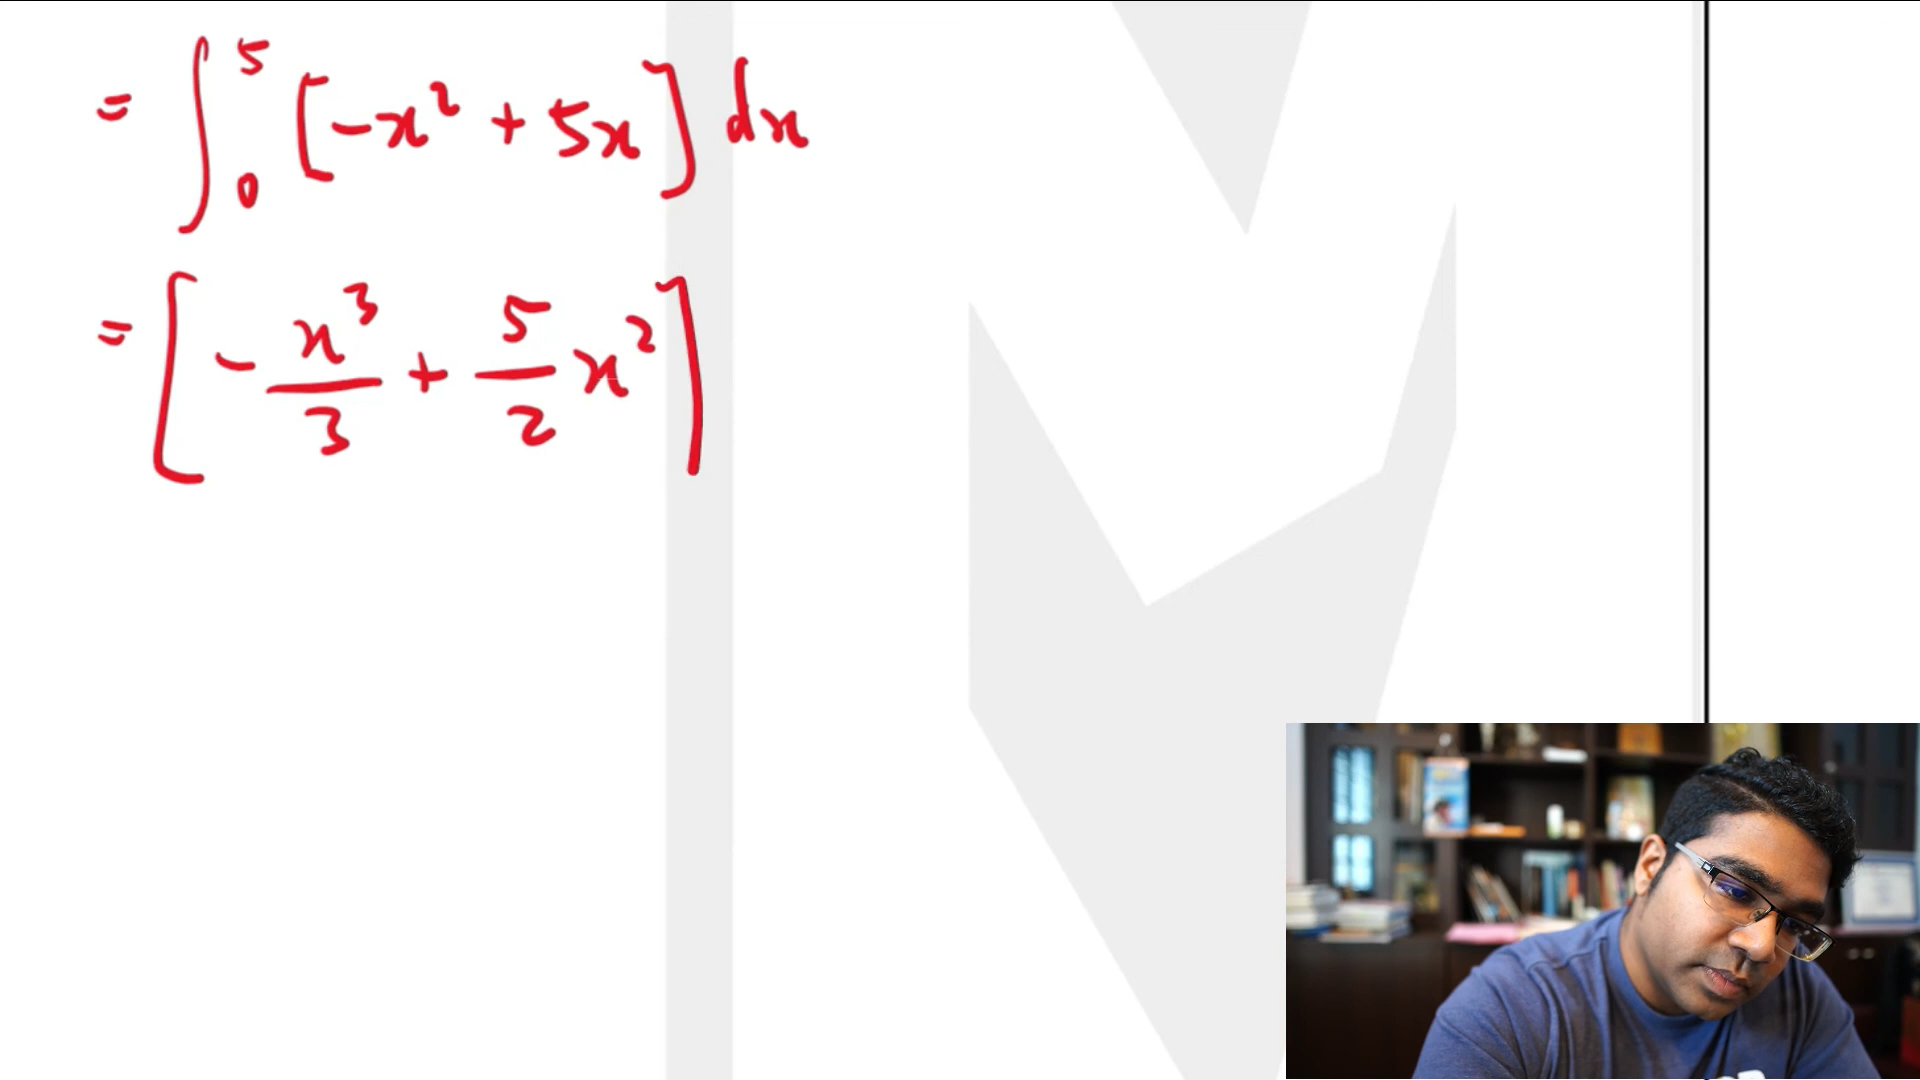 = ∫₀⁵ [-x² + 5x] dx
= [-x³/3 + 5/2 x²]